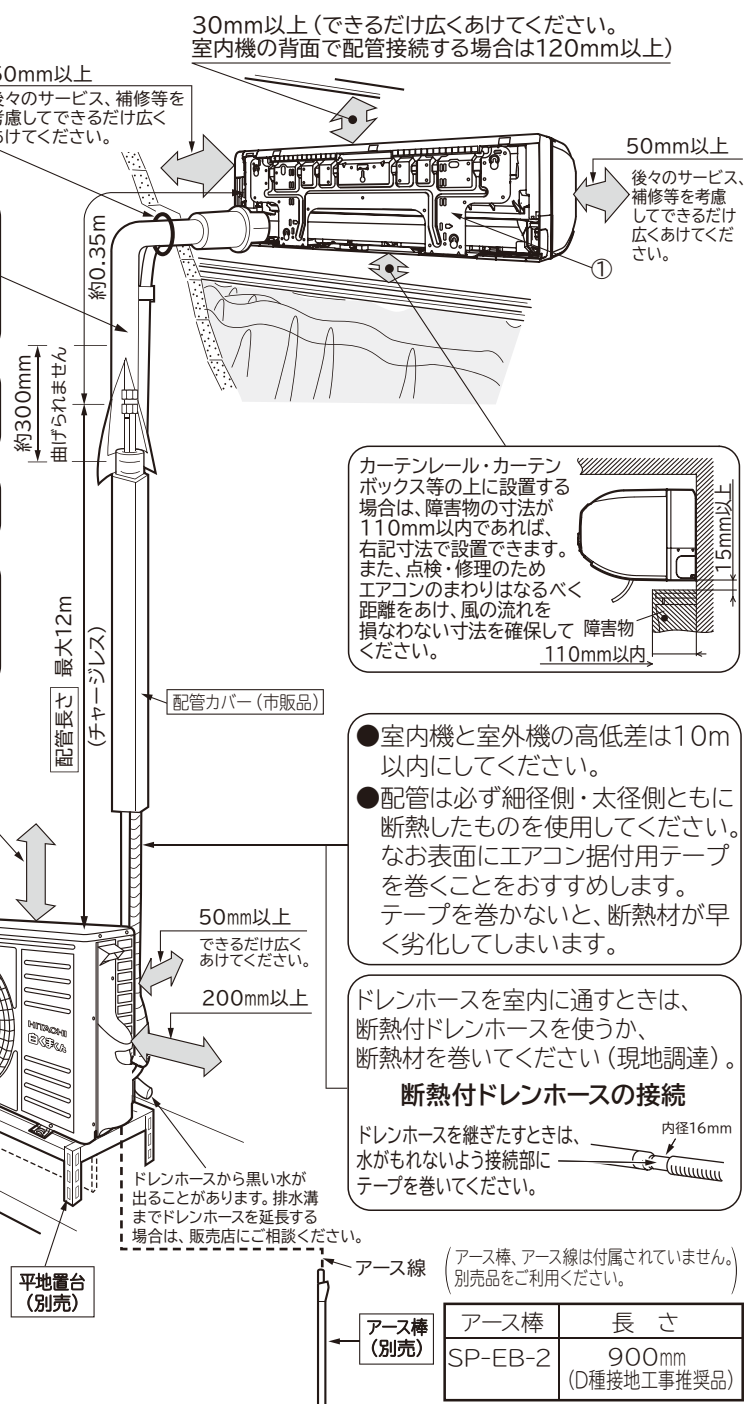 30mm以上（できるだけ広くあけてください。
室内機の背面で配管接続する場合は120mm以上）
50mm以上
後々のサービス、補修等を
考慮してできるだけ広く
あけてください。
50mm以上
後々のサービス、
補修等を考慮
してできるだけ
広くあけてくだ
さい。
①
約0.35m
約300mm
曲げられません
カーテンレール・カーテン
ボックス等の上に設置する
場合は、障害物の寸法が
110mm以内であれば、
右記寸法で設置できます。
また、点検・修理のため
エアコンのまわりはなるべく
距離をあけ、風の流れを
損なわない寸法を確保して
ください。
15mm以上
障害物
110mm以内
配管長さ 最大12m
（チャージレス）
配管カバー（市販品）
●室内機と室外機の高低差は10m
以内にしてください。
●配管は必ず細径側・太径側ともに
断熱したものを使用してください。
なお表面にエアコン据付用テープ
を巻くことをおすすめします。
テープを巻かないと、断熱材が早
く劣化してしまいます。
50mm以上
できるだけ広く
あけてください。
200mm以上
HITACHI
白くまくん
ドレンホースを室内に通すときは、
断熱付ドレンホースを使うか、
断熱材を巻いてください（現地調達）。
断熱付ドレンホースの接続
ドレンホースを継ぎたすときは、
水がもれないよう接続部に
テープを巻いてください。
内径16mm
ドレンホースから黒い水が
出ることがあります。排水溝
までドレンホースを延長する
場合は、販売店にご相談ください。
平地置台
（別売）
アース線
（アース棒、アース線は付属されていません。
別売品をご利用ください。）
アース棒
（別売）
アース棒 長 さ
SP-EB-2 900mm
（D種接地工事推奨品）